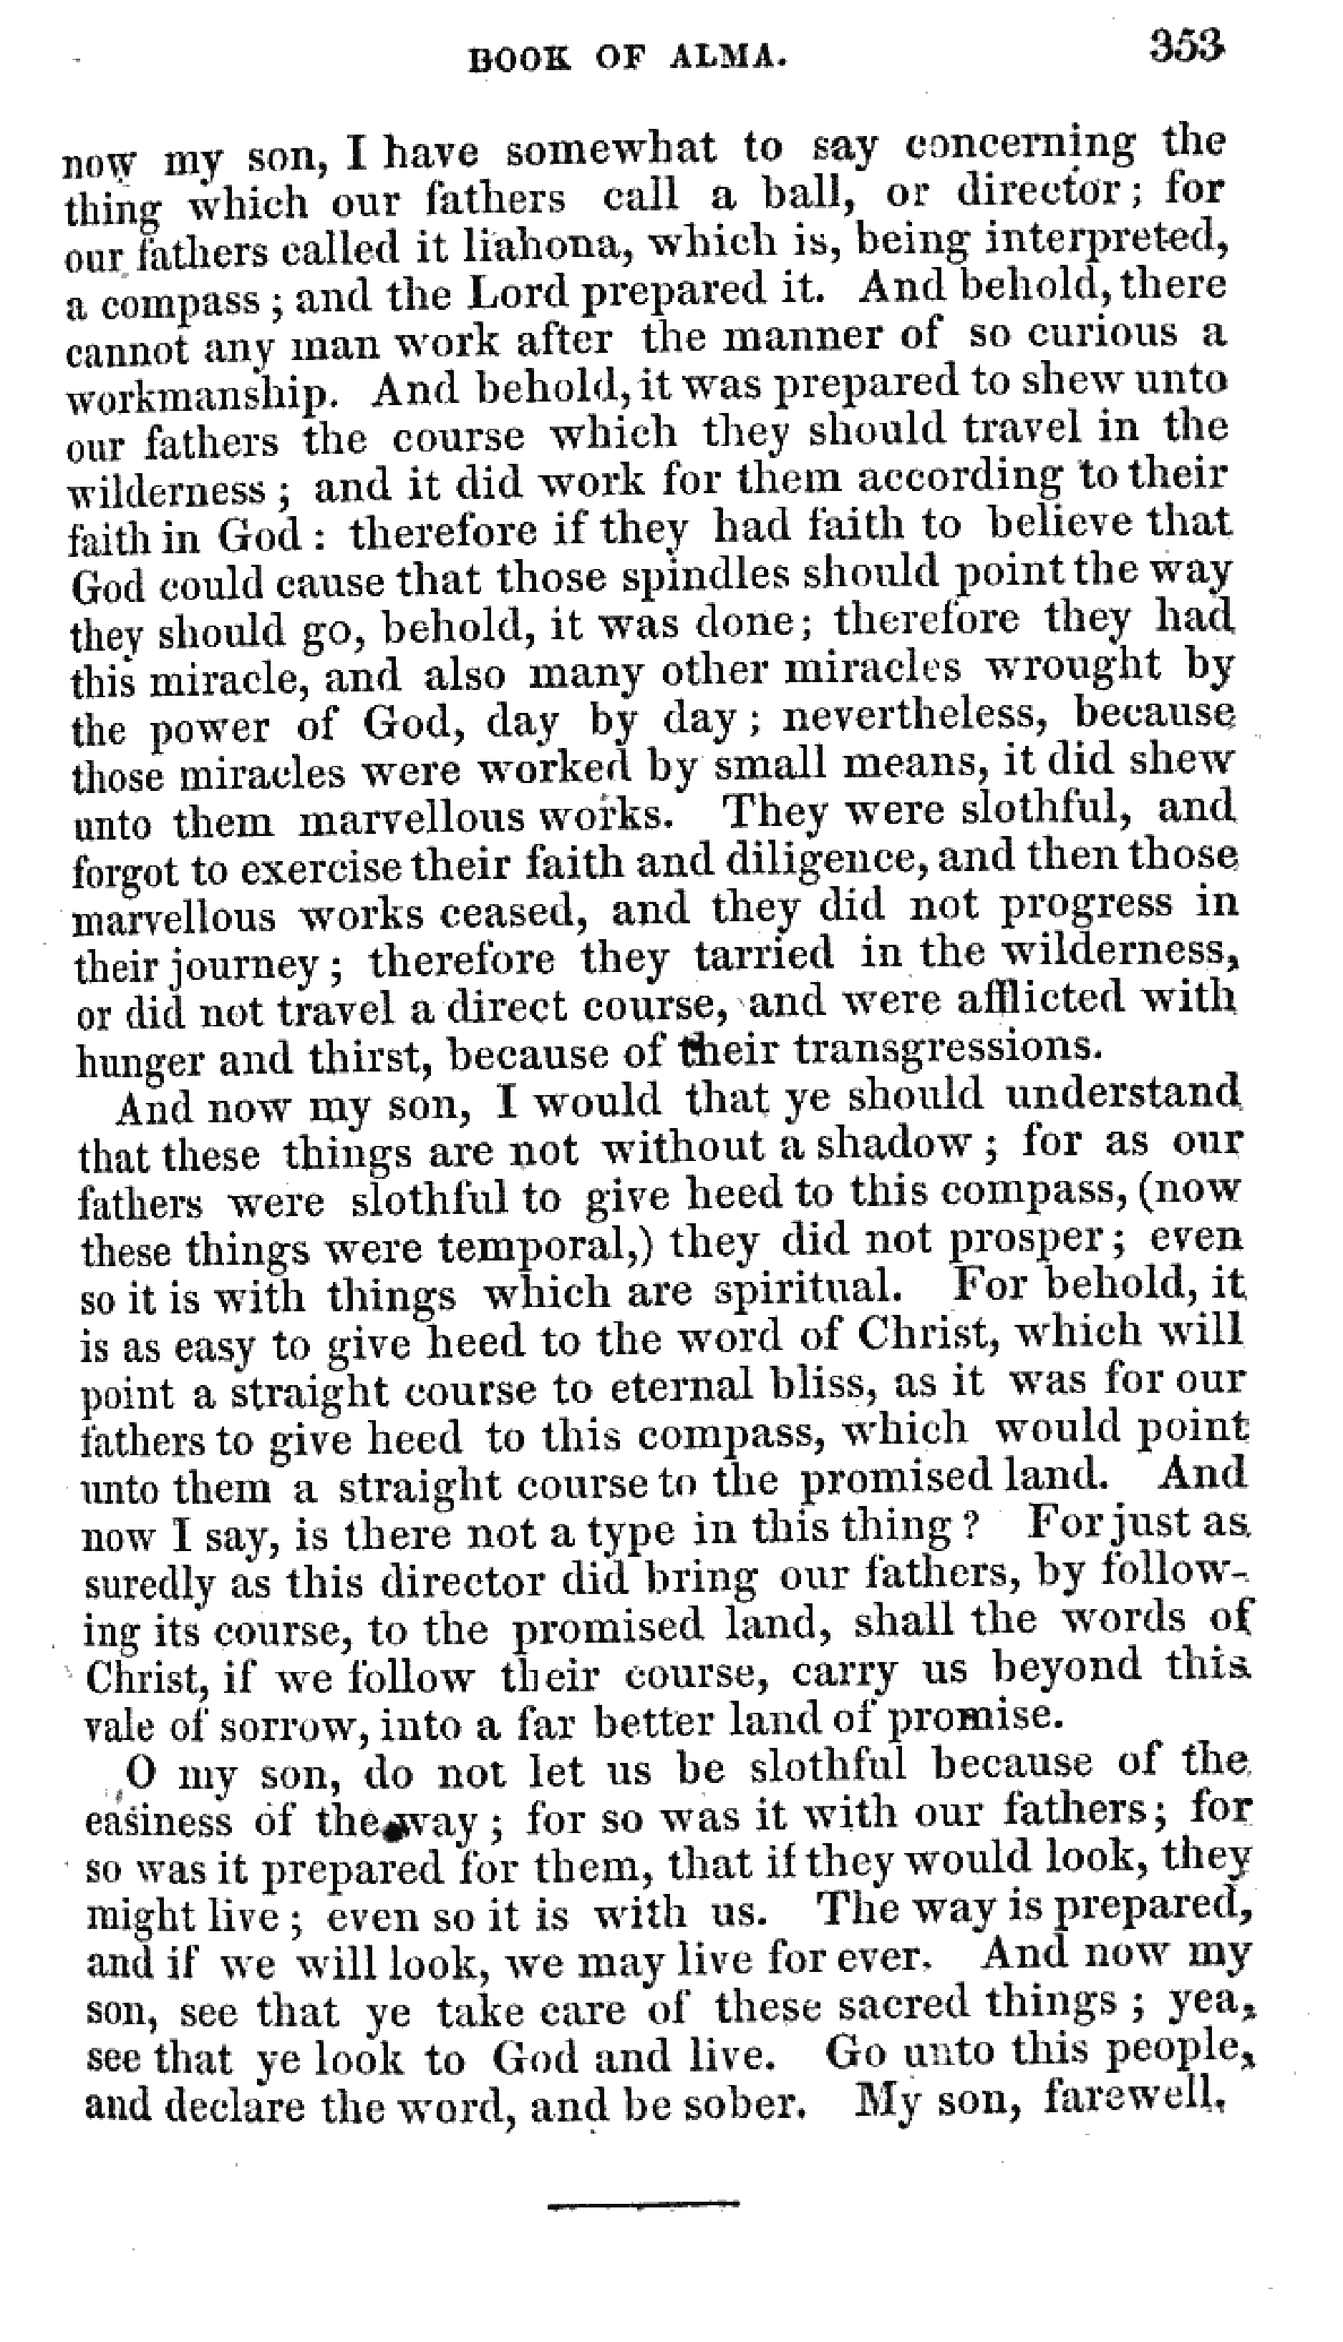 BOOK OF ALMA. 353
now my son, I have somewhat to say concerning the
thing which our fathers call a ball, or director; for
our fathers called it liahona, which is, being interpreted,
a compass; and the Lord prepared it. And behold, there
cannot any man work after the manner of so curious a
workmanship. And behold, it was prepared to shew unto
our fathers the course which they should travel in the
wilderness; and it did work for them according to their
faith in God: therefore if they had faith to believe that
God could cause that those spindles should point the way
they should go, behold, it was done; therefore they had
this miracle, and also many other miracles wrought by
the power of God, day by day; nevertheless, because
those miracles were worked by small means, it did shew
unto them marvellous works. They were slothful, and
forgot to exercise their faith and diligence, and then those
marvellous works ceased, and they did not progress in
their journey; therefore they tarried in the wilderness,
or did not travel a direct course, and were afflicted with
hunger and thirst, because of their transgressions.
And now my son, I would that ye should understand
that these things are not without a shadow; for as our
fathers were slothful to give heed to this compass, (now
these things were temporal,) they did not prosper; even
so it is with things which are spiritual. For behold, it
is as easy to give heed to the word of Christ, which will
point a straight course to eternal bliss, as it was for our
fathers to give heed to this compass, which would point
unto them a straight course to the promised land. And
now I say, is there not a type in this thing? For just as
suredly as this director did bring our fathers, by follow-
ing its course, to the promised land, shall the words of
Christ, if we follow their course, carry us beyond this
vale of sorrow, into a far better land of promise.
O my son, do not let us be slothful because of the
easiness of the way; for so was it with our fathers; for
so was it prepared for them, that if they would look, they
might live; even so it is with us. The way is prepared,
and if we will look, we may live for ever. And now my
son, see that ye take care of these sacred things; yea,
see that ye look to God and live. Go unto this people,
and declare the word, and be sober. My son, farewell.